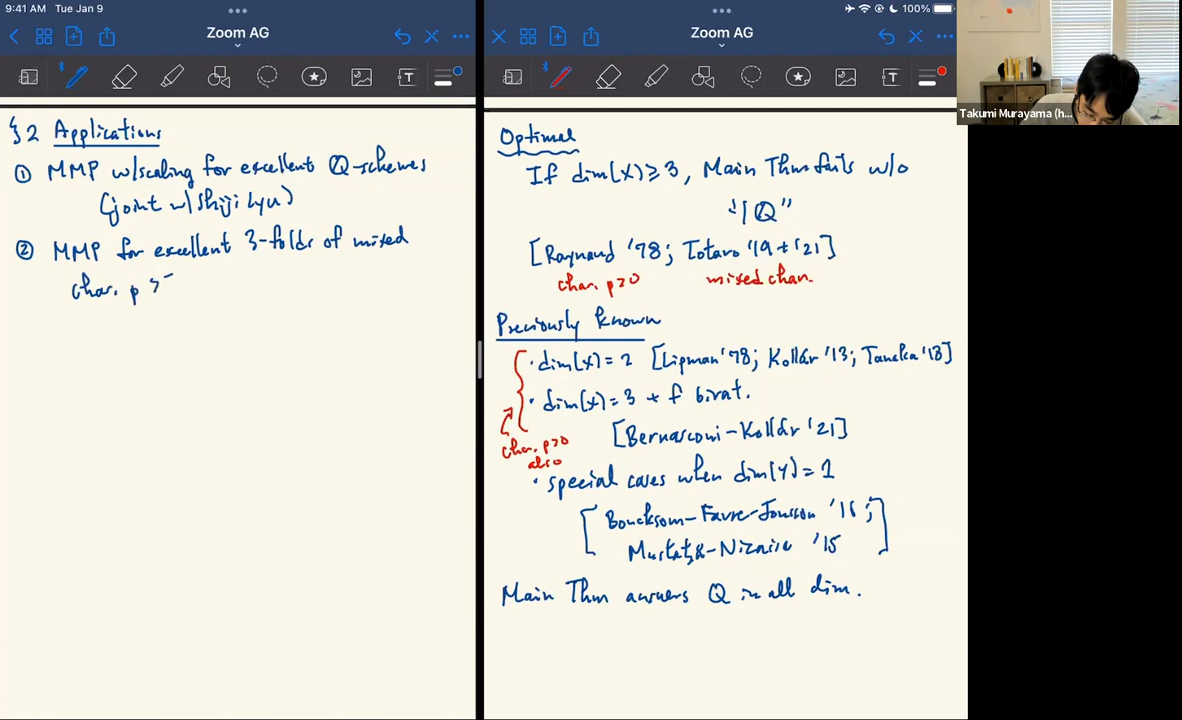 9:41 AM Tue Jan 9
Zoom AG
§2 Applications
① MMP w/scaling for excellent Q-schemes
(joint w/ Shiji Lyu)
② MMP for excellent 3-folds of mixed
char. p >
100%
Zoom AG
Optimal
If dim(X) ≥ 3, Main Thm fails w/o
"/Q"
[Raynaud '78; Totaro '19 + '21]
char. p>0 mixed char.
Previously known
· dim(X) = 2 [Lipman '78; Kollár '13; Tanaka '18]
· dim(X) = 3 + f birat.
[Bernasconi-Kollár '21]
char. p>0
also
· special cases when dim(Y) = 1
[Boucksom-Favre-Jonsson '16;
Mustață-Nicaise '15]
Main Thm answers Q in all dim.
Takumi Murayama (h...